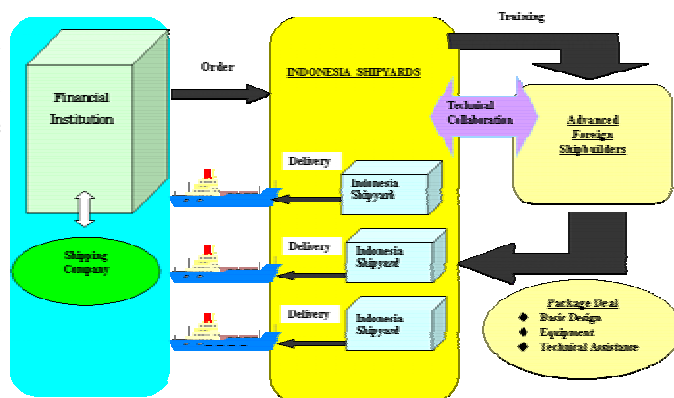 Training
Order
INDONESIA SHIPYARDS
Financial
Institution
Technical
Collaboration
Advanced
Foreign
Shipbuilders
Delivery
Indonesia
Shipyard
Shipping
Company
Delivery
Indonesia
Shipyard
Delivery
Indonesia
Shipyard
Package Deal
◆ Basic Design
◆ Equipment
◆ Technical Assistance